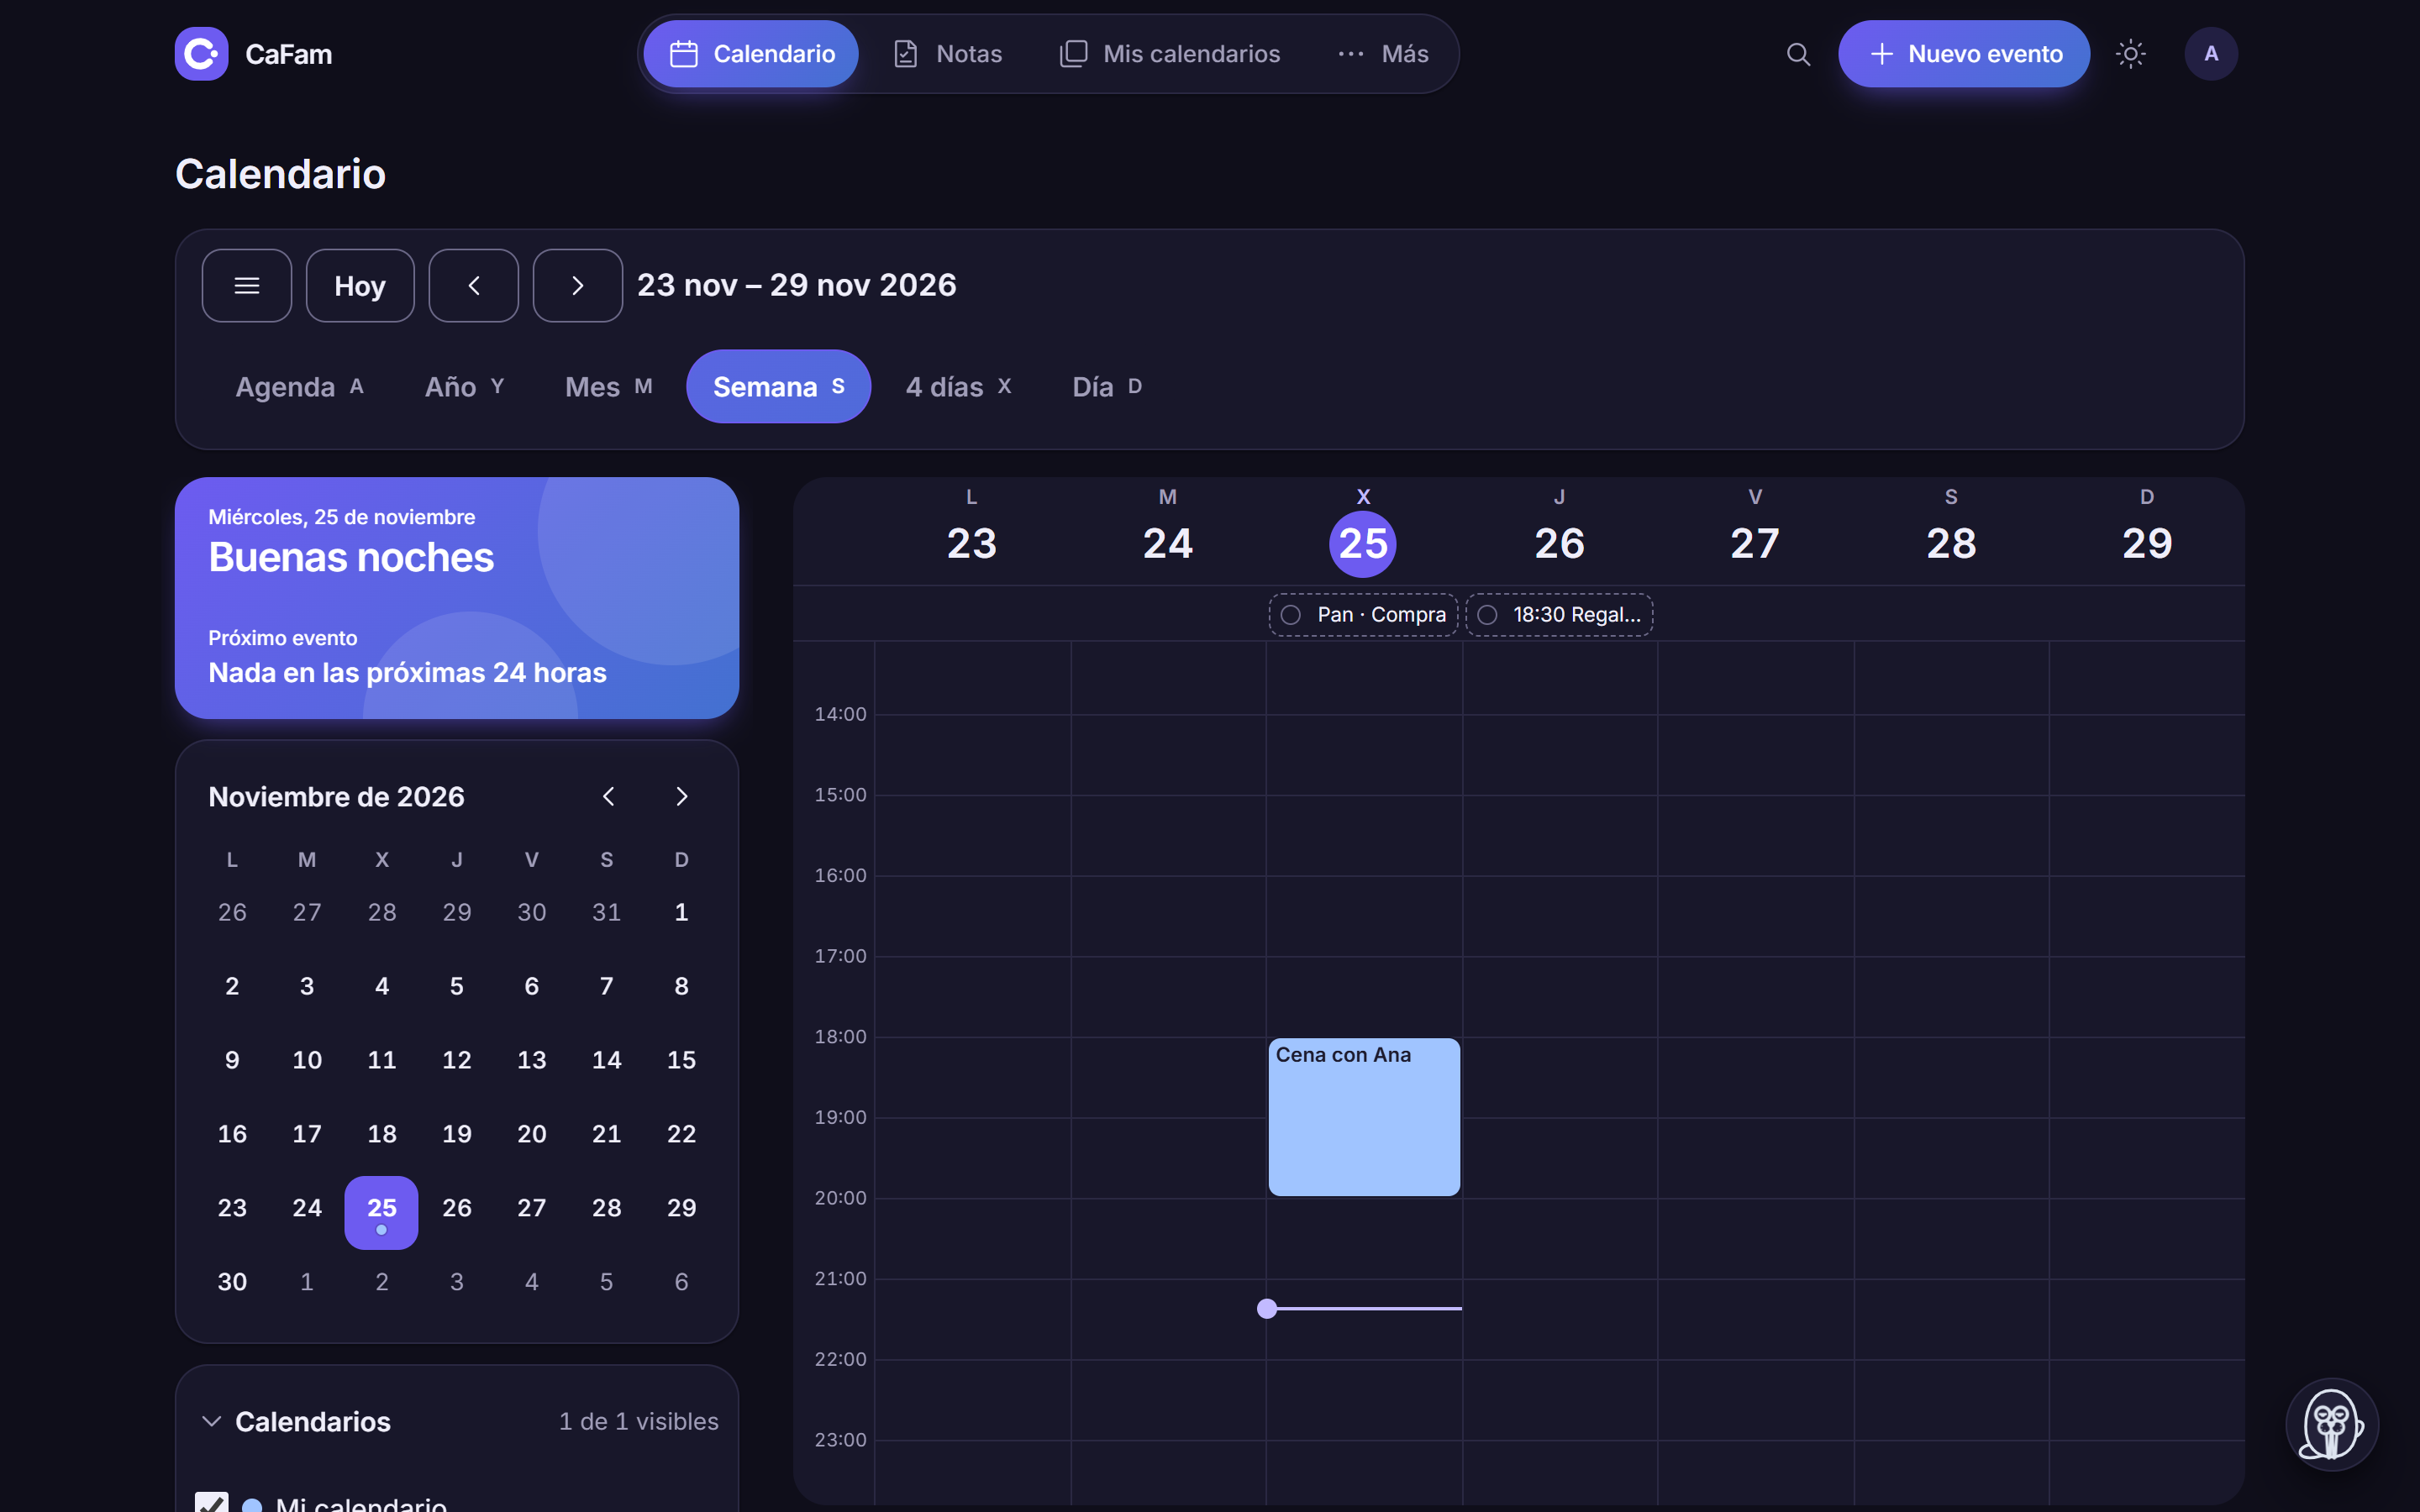 CaFam
Calendario
Notas
Mis calendarios
Más
Nuevo evento
A
Calendario
Hoy
23 nov – 29 nov 2026
Agenda A
Año Y
Mes M
Semana S
4 días X
Día D
Miércoles, 25 de noviembre
Buenas noches
Próximo evento
Nada en las próximas 24 horas
Noviembre de 2026
L M X J V S D
26 27 28 29 30 31 1
2 3 4 5 6 7 8
9 10 11 12 13 14 15
16 17 18 19 20 21 22
23 24 25 26 27 28 29
30 1 2 3 4 5 6
Calendarios
1 de 1 visibles
Mi calendario
L M X J V S D
23 24 25 26 27 28 29
Pan · Compra
18:30 Regal...
14:00
15:00
16:00
17:00
18:00
Cena con Ana
19:00
20:00
21:00
22:00
23:00